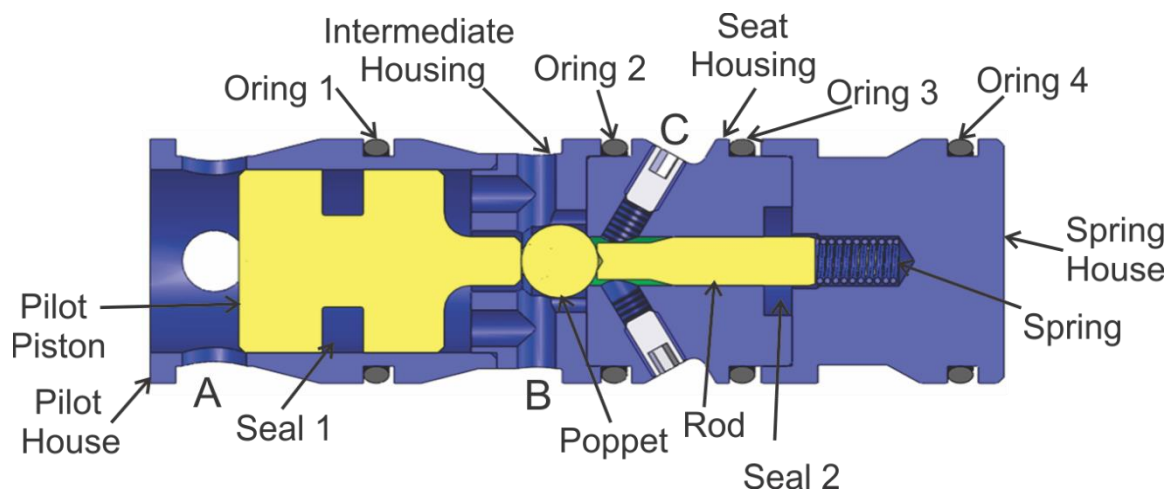 Intermediate
Housing
Oring 1
Oring 2
Seat
Housing
C
Oring 3
Oring 4
Spring
House
Spring
Pilot
Piston
Pilot
House
A
Seal 1
B
Poppet
Rod
Seal 2